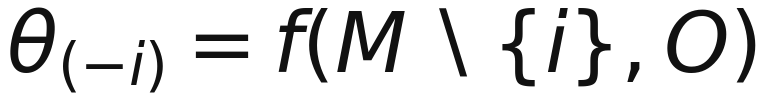 θ₍₋ᵢ₎ = f(M \ {i}, O)